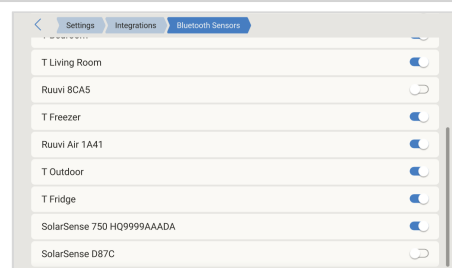 Settings
Integrations
Bluetooth Sensors
T Living Room
Ruuvi 8CA5
T Freezer
Ruuvi Air 1A41
T Outdoor
T Fridge
SolarSense 750 HQ9999AAADA
SolarSense D87C